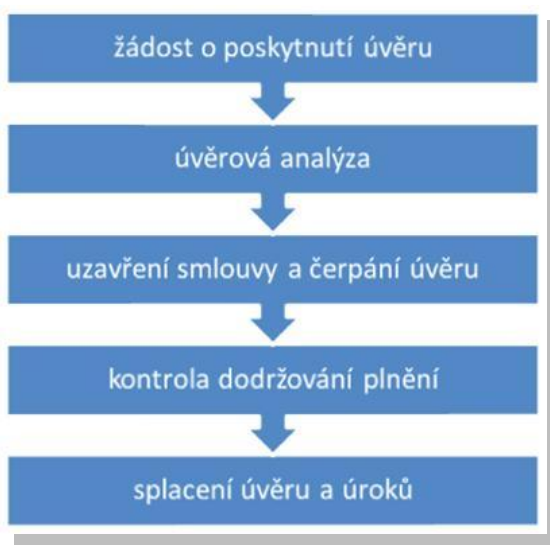 žádost o poskytnutí úvěru
úvěrová analýza
uzavření smlouvy a čerpání úvěru
kontrola dodržování plnění
splacení úvěru a úroků